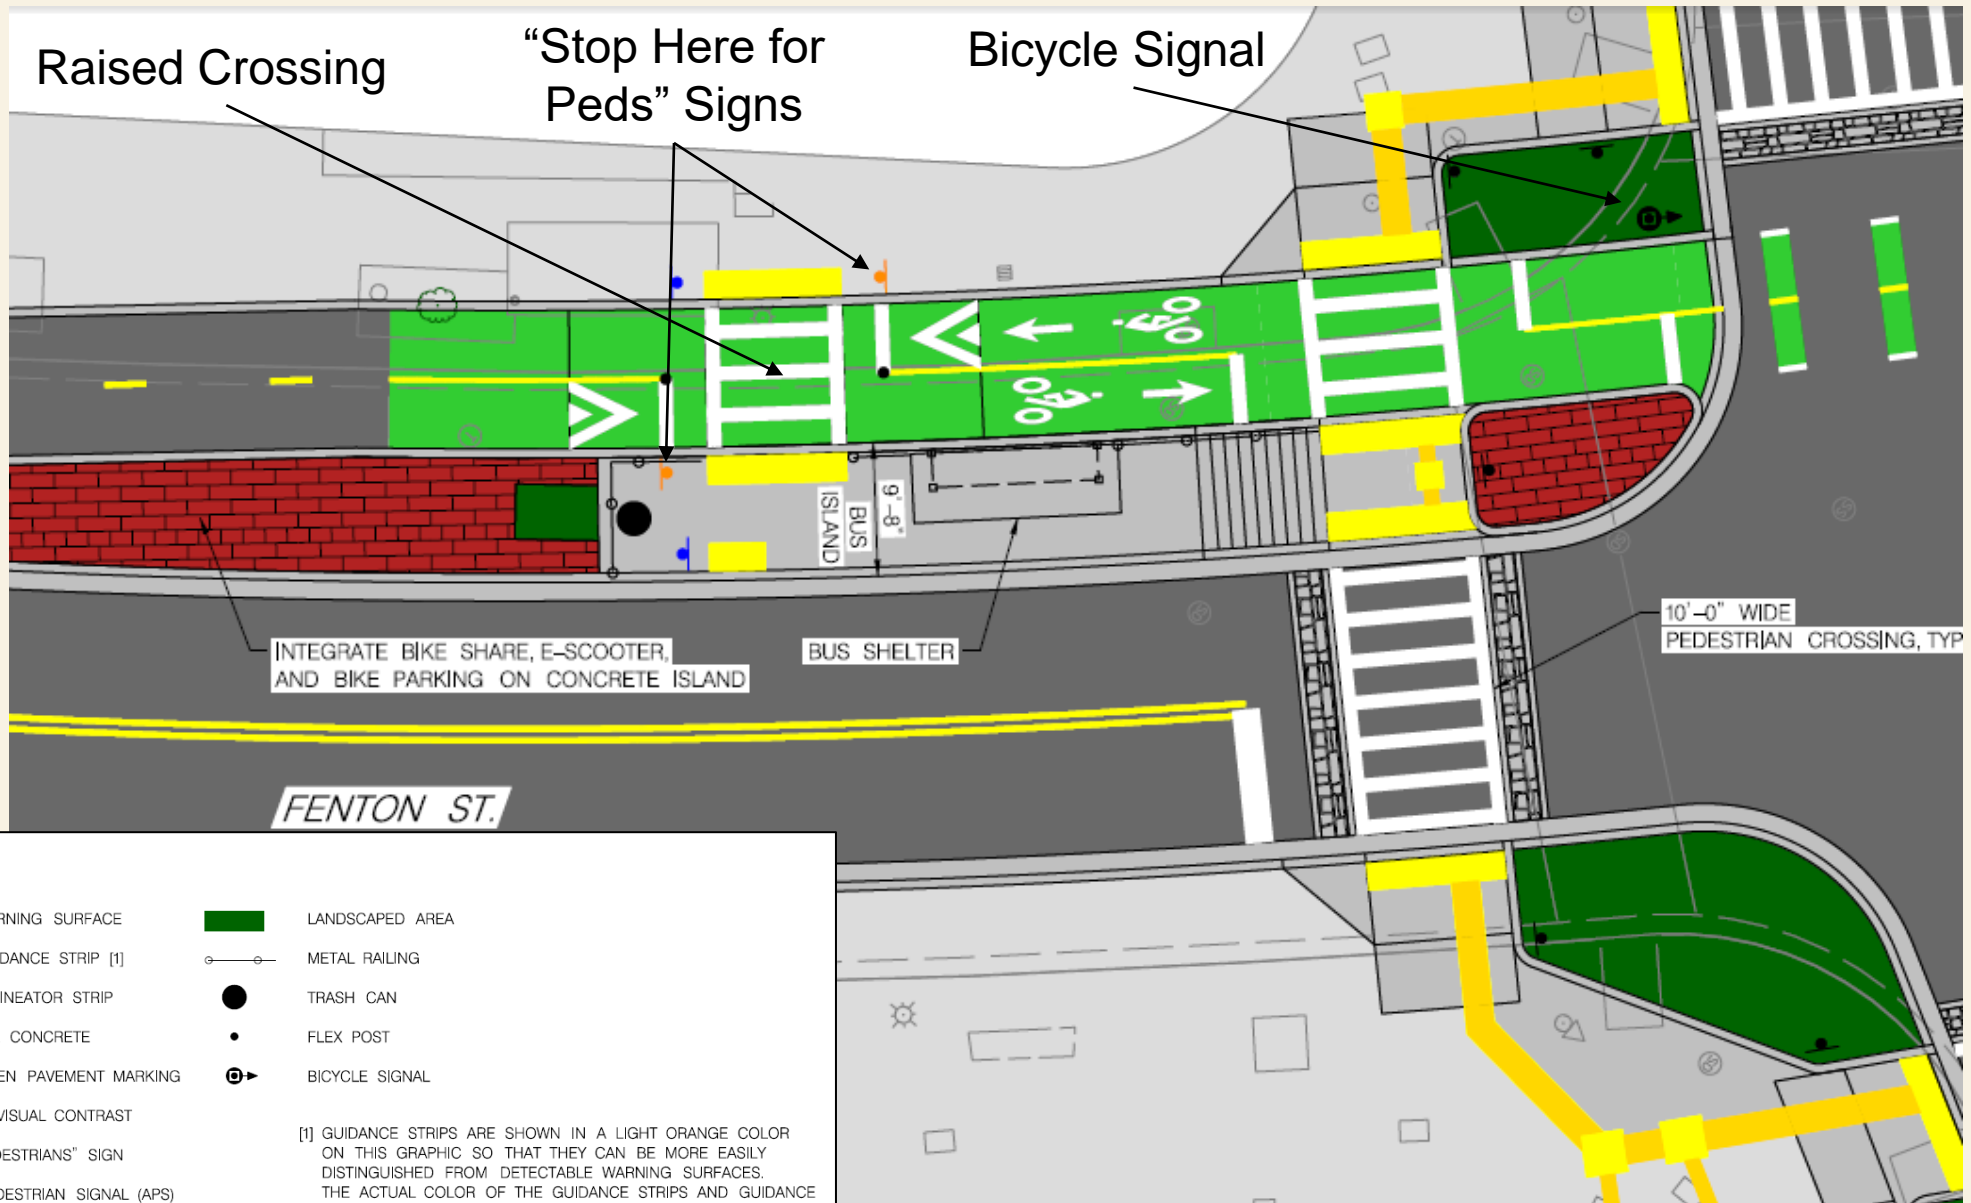 Raised Crossing
“Stop Here for
Peds” Signs
Bicycle Signal
BUS
ISLAND
9'-8"
INTEGRATE BIKE SHARE, E-SCOOTER,
AND BIKE PARKING ON CONCRETE ISLAND
BUS SHELTER
10'-0" WIDE
PEDESTRIAN CROSSING, TYP
FENTON ST.
RNING SURFACE
DANCE STRIP [1]
INEATOR STRIP
CONCRETE
EN PAVEMENT MARKING
VISUAL CONTRAST
DESTRIANS" SIGN
DESTRIAN SIGNAL (APS)
LANDSCAPED AREA
METAL RAILING
TRASH CAN
FLEX POST
BICYCLE SIGNAL
[1] GUIDANCE STRIPS ARE SHOWN IN A LIGHT ORANGE COLOR
ON THIS GRAPHIC SO THAT THEY CAN BE MORE EASILY
DISTINGUISHED FROM DETECTABLE WARNING SURFACES.
THE ACTUAL COLOR OF THE GUIDANCE STRIPS AND GUIDANCE